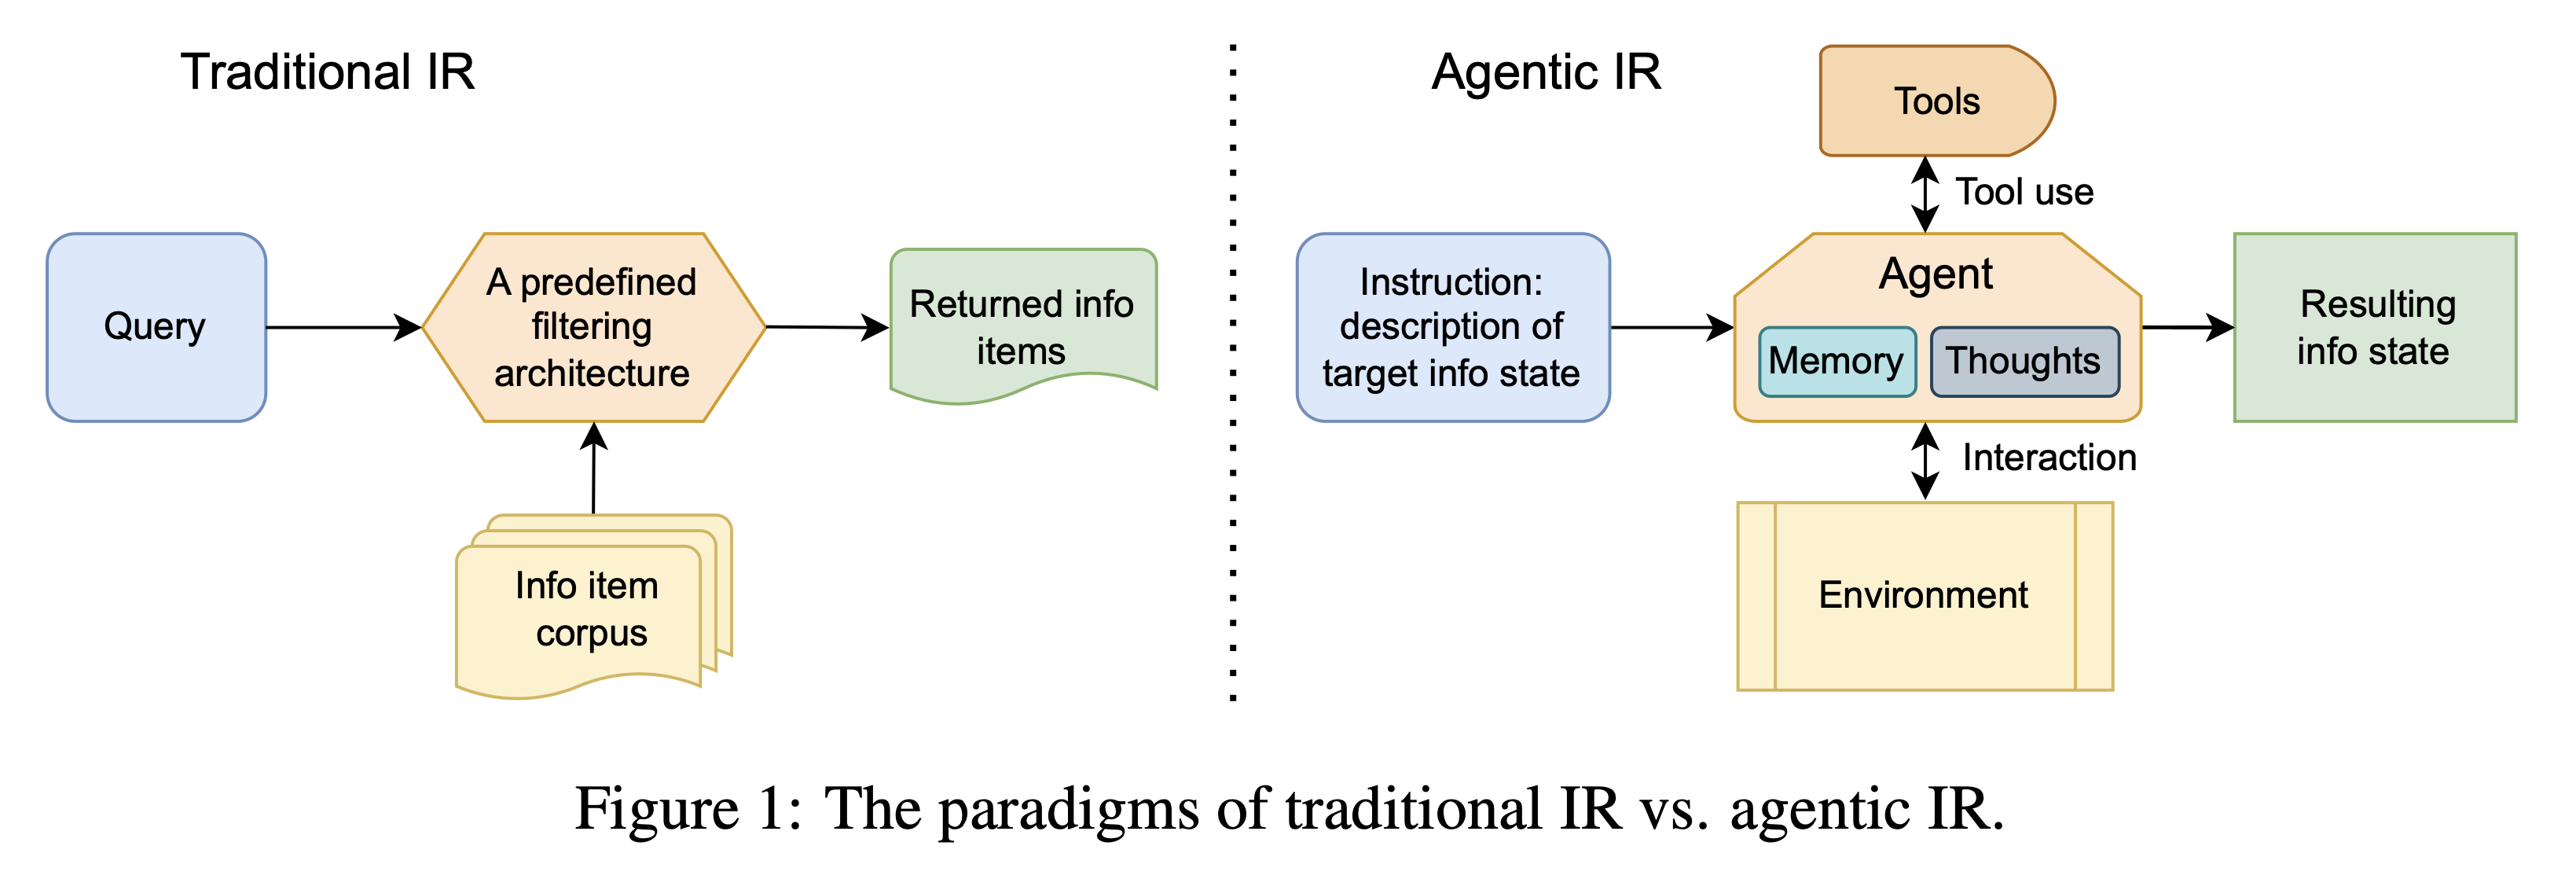 Traditional IR
Query
A predefined
filtering
architecture
Returned info
items
Info item
corpus
Agentic IR
Tools
Tool use
Instruction:
description of
target info state
Agent
Memory
Thoughts
Resulting
info state
Interaction
Environment
Figure 1: The paradigms of traditional IR vs. agentic IR.